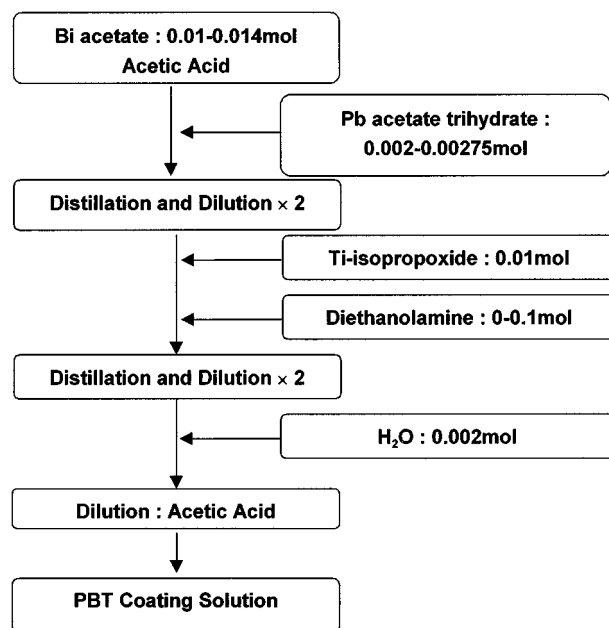 Bi acetate : 0.01-0.014mol
Acetic Acid
Pb acetate trihydrate :
0.002-0.00275mol
Distillation and Dilution × 2
Ti-isopropoxide : 0.01mol
Diethanolamine : 0-0.1mol
Distillation and Dilution × 2
H₂O : 0.002mol
Dilution : Acetic Acid
PBT Coating Solution